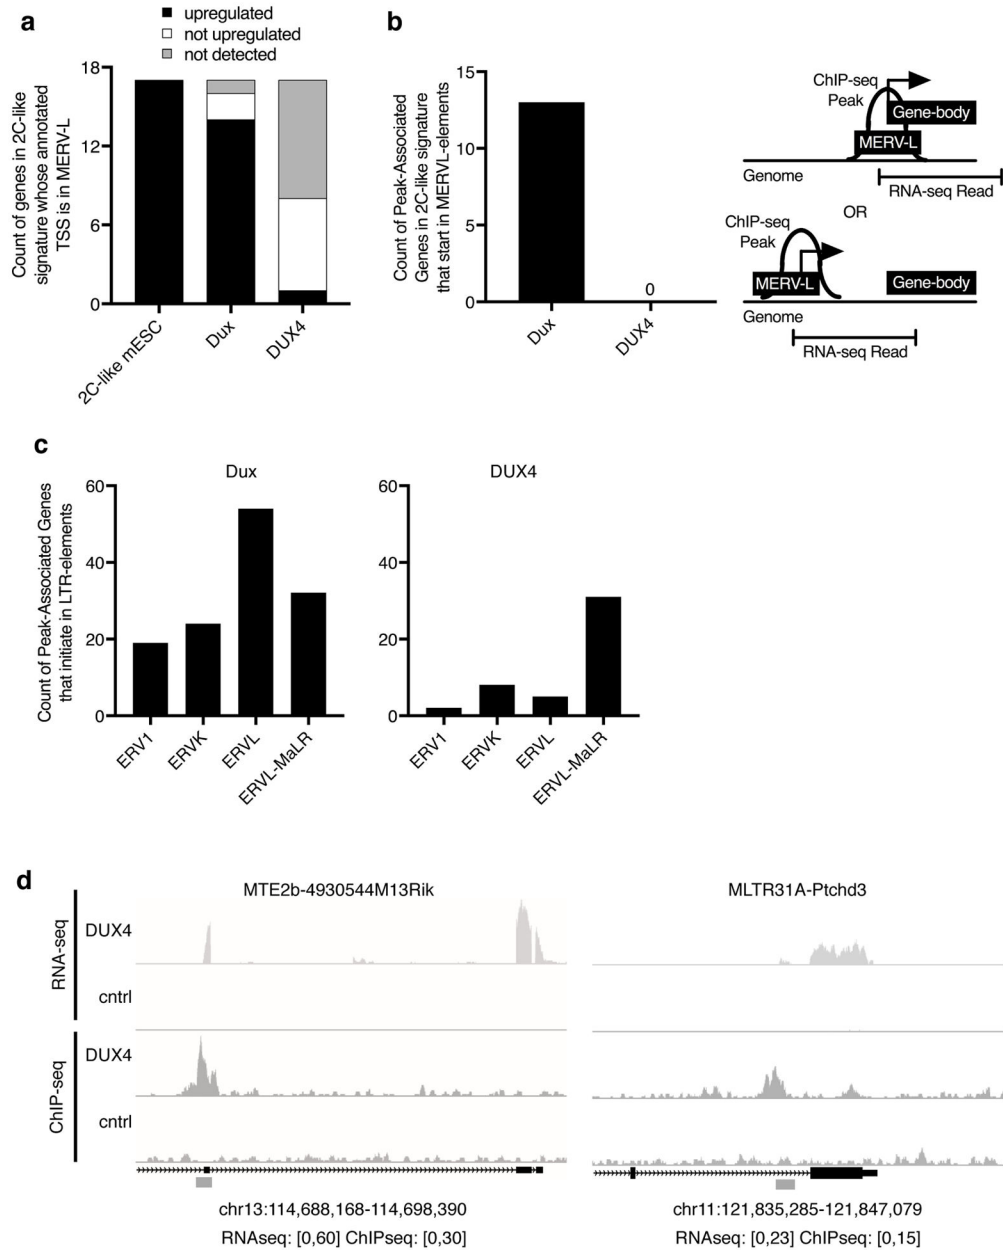 a
upregulated
not upregulated
not detected
Count of genes in 2C-like
signature whose annotated
TSS is in MERV-L
18
12
6
0
2C-like mESC
Dux
DUX4
b
Count of Peak-Associated
Genes in 2C-like signature
that start in MERVL-elements
15
10
5
0
0
Dux
DUX4
ChIP-seq
Peak
Gene-body
MERV-L
Genome
RNA-seq Read
OR
ChIP-seq
Peak
MERV-L
Gene-body
Genome
RNA-seq Read
c
Count of Peak-Associated Genes
that initiate in LTR-elements
Dux
60
40
20
0
ERV1
ERVK
ERVL
ERVL-MaLR
DUX4
60
40
20
0
ERV1
ERVK
ERVL
ERVL-MaLR
d
MTE2b-4930544M13Rik
MLTR31A-Ptchd3
RNA-seq
DUX4
cntrl
ChIP-seq
DUX4
cntrl
chr13:114,688,168-114,698,390
RNAseq: [0,60] ChIPseq: [0,30]
chr11:121,835,285-121,847,079
RNAseq: [0,23] ChIPseq: [0,15]